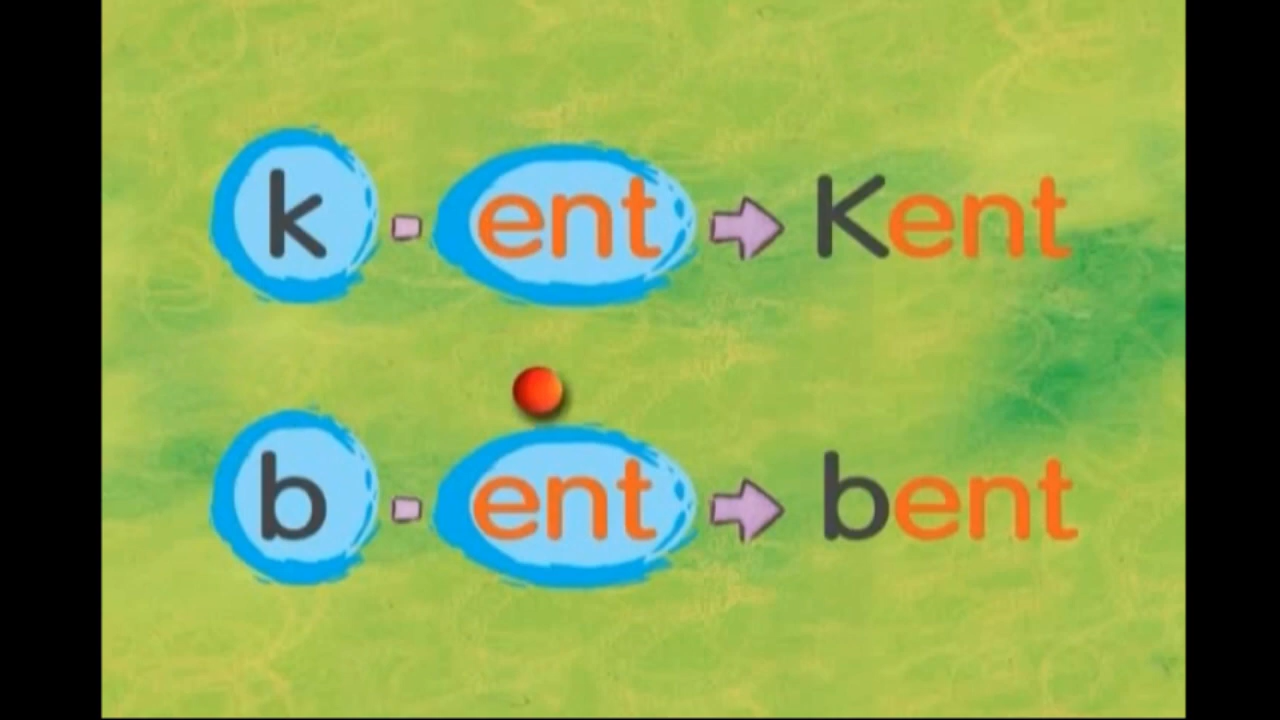 k - ent → Kent
b - ent → bent